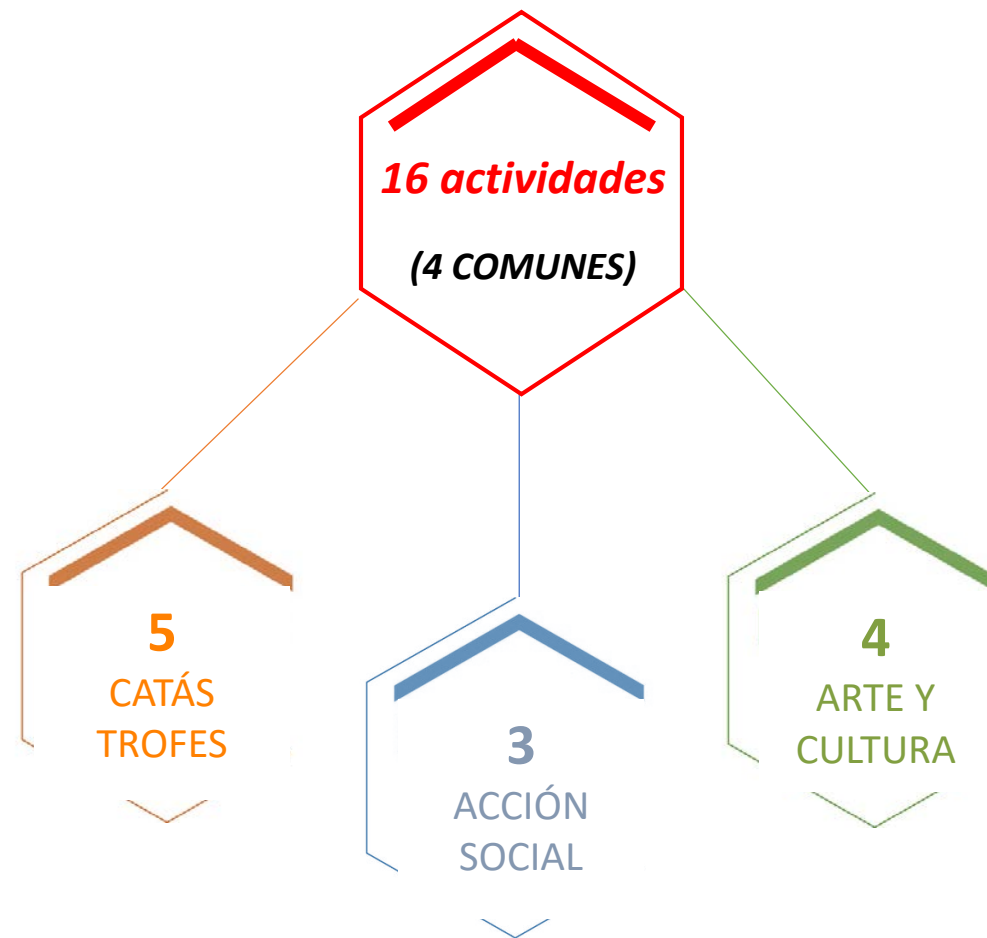 16 actividades
(4 COMUNES)
5
CATÁS
TROFES
3
ACCIÓN
SOCIAL
4
ARTE Y
CULTURA